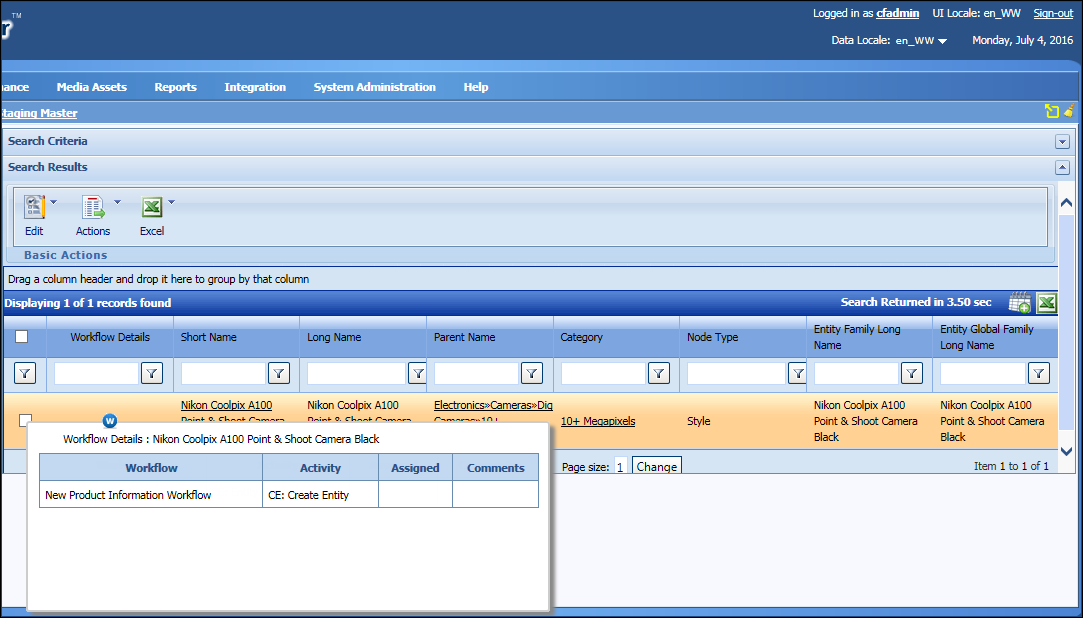 TM
r
Logged in as cfadmin UI Locale: en_WW Sign-out
Data Locale: en_WW Monday, July 4, 2016
Media Assets Reports Integration System Administration Help
Staging Master
Search Criteria
Search Results
Edit Actions Excel
Basic Actions
Drag a column header and drop it here to group by that column
Displaying 1 of 1 records found Search Returned in 3.50 sec
Workflow Details Short Name Long Name Parent Name Category Node Type Entity Family Long Name Entity Global Family Long Name
W
Nikon Coolpix A100 Nikon Coolpix A100 Electronics»Cameras»Dig Nikon Coolpix A100 Nikon Coolpix A100
Point & Shoot Camera Point & Shoot Camera Cameras»10+ 10+ Megapixels Style Point & Shoot Camera Point & Shoot Camera
Black Black
Workflow Details : Nikon Coolpix A100 Point & Shoot Camera Black
Workflow Activity Assigned Comments
New Product Information Workflow CE: Create Entity
Page size: 1 Change Item 1 to 1 of 1